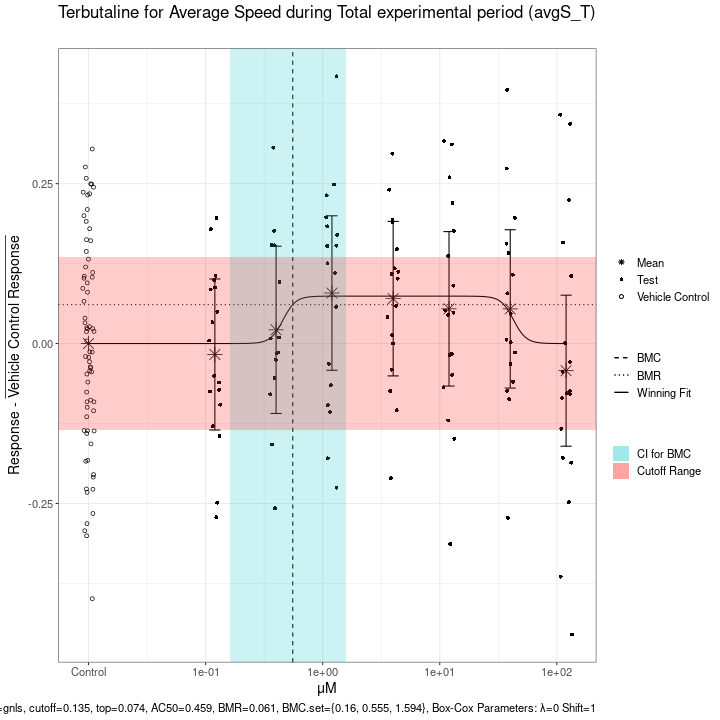 Terbutaline for Average Speed during Total experimental period (avgS_T)
Response - Vehicle Control Response
0.25
0.00
-0.25
Control
1e-01
1e+00
1e+01
1e+02
µM
Mean
Test
Vehicle Control
BMC
BMR
Winning Fit
CI for BMC
Cutoff Range
=gnls, cutoff=0.135, top=0.074, AC50=0.459, BMR=0.061, BMC.set={0.16, 0.555, 1.594}, Box-Cox Parameters: λ=0 Shift=1